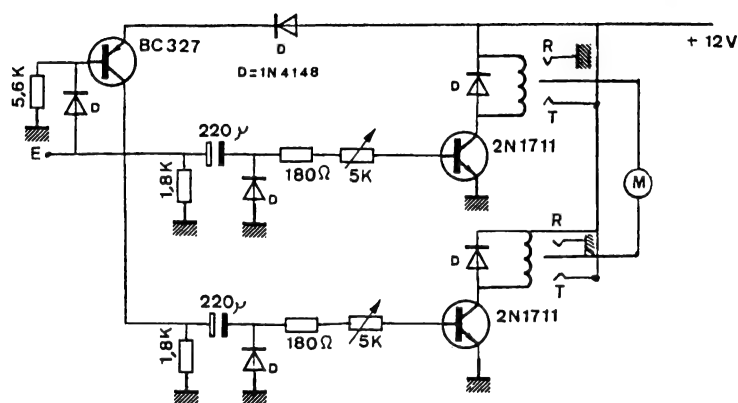 BC327
D
D=1N4148
+ 12V
R
D
T
5,6K
D
E
220µ
1,8K
D
180Ω
5K
2N1711
M
R
D
T
220µ
1,8K
D
180Ω
5K
2N1711